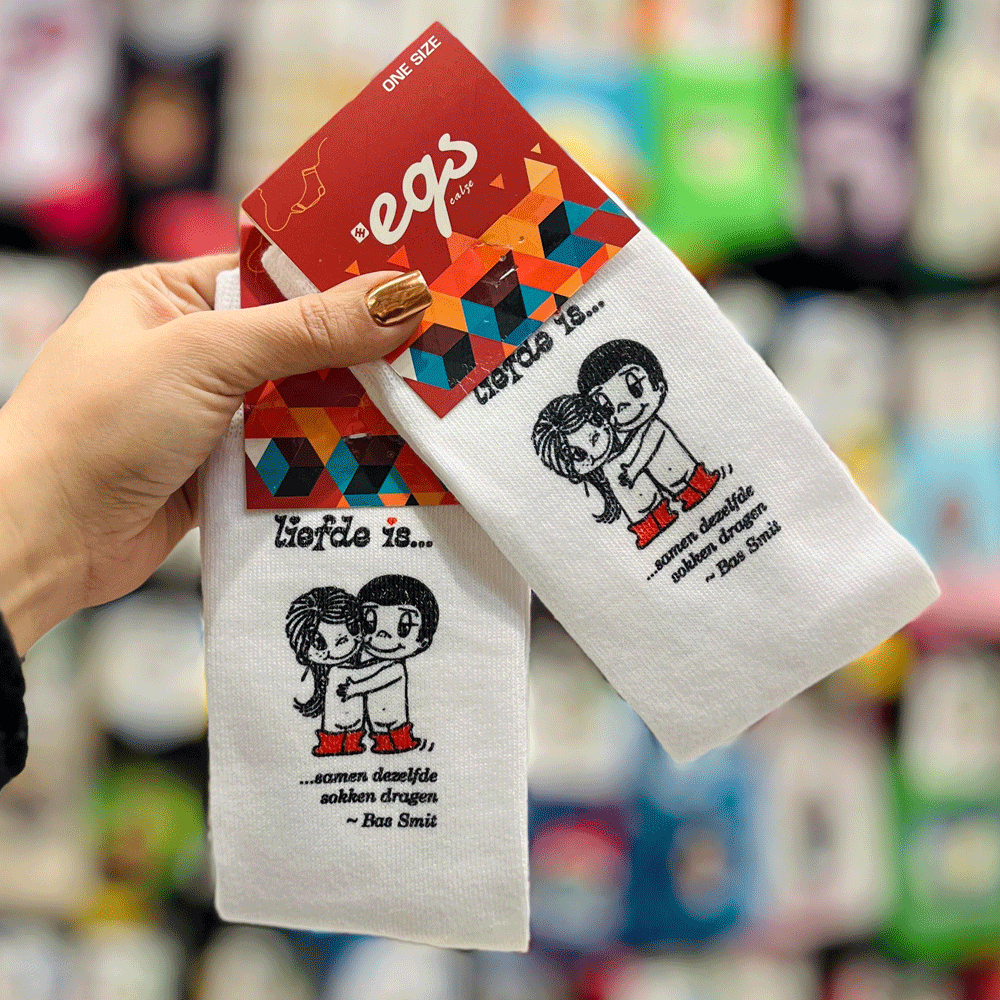 ONE SIZE
eqs
calze
liefde is...
...samen dezelfde
sokken dragen
~ Bas Smit
liefde is...
...samen dezelfde
sokken dragen
~ Bas Smit